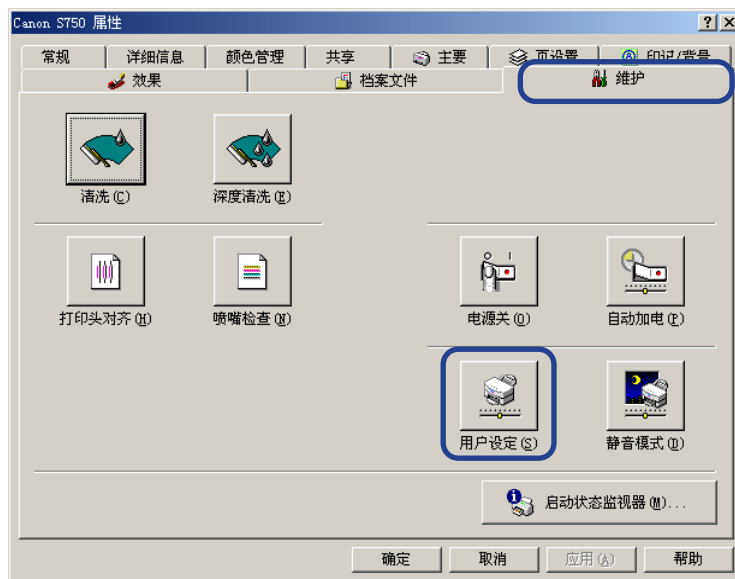 Canon S750 属性
常规 详细信息 颜色管理 共享 主要 页设置 印记/背景
效果 档案文件 维护
清洗(C) 深度清洗(E)
打印头对齐(H) 喷嘴检查(N) 电源关(O) 自动加电(P)
用户设定(S) 静音模式(D)
启动状态监视器(M)...
确定 取消 应用(A) 帮助